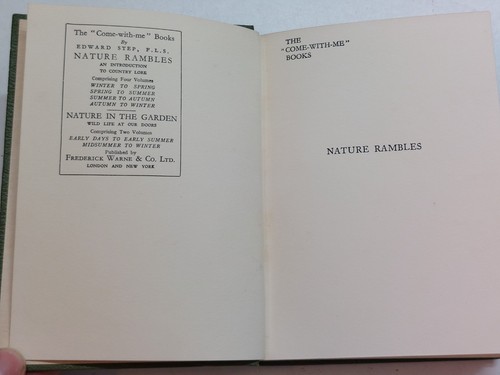 The "Come-with-me" Books
By
EDWARD STEP, F.L.S.
NATURE RAMBLES
AN INTRODUCTION
TO COUNTRY LORE
Comprising Four Volumes
WINTER TO SPRING
SPRING TO SUMMER
SUMMER TO AUTUMN
AUTUMN TO WINTER
NATURE IN THE GARDEN
WILD LIFE AT OUR DOORS
Comprising Two Volumes
EARLY DAYS TO EARLY SUMMER
MIDSUMMER TO WINTER
Published by
FREDERICK WARNE & CO. LTD.
LONDON AND NEW YORK
THE
"COME-WITH-ME"
BOOKS
NATURE RAMBLES